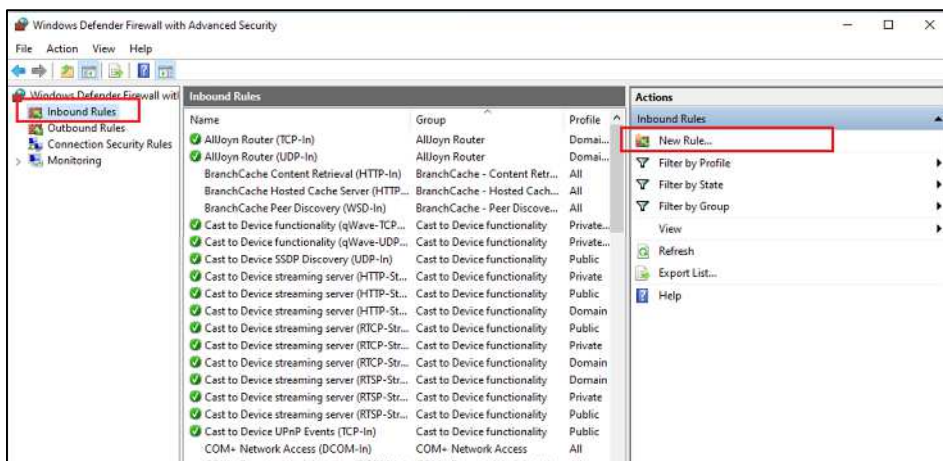 Windows Defender Firewall with Advanced Security
File Action View Help
Windows Defender Firewall witl
Inbound Rules
Outbound Rules
Connection Security Rules
Monitoring
Inbound Rules
Name Group Profile
AllJoyn Router (TCP-In) AllJoyn Router Domai...
AllJoyn Router (UDP-In) AllJoyn Router Domai...
BranchCache Content Retrieval (HTTP-In) BranchCache - Content Retr... All
BranchCache Hosted Cache Server (HTTP... BranchCache - Hosted Cach... All
BranchCache Peer Discovery (WSD-In) BranchCache - Peer Discove... All
Cast to Device functionality (qWave-TCP... Cast to Device functionality Private...
Cast to Device functionality (qWave-UDP... Cast to Device functionality Private...
Cast to Device SSDP Discovery (UDP-In) Cast to Device functionality Public
Cast to Device streaming server (HTTP-St... Cast to Device functionality Private
Cast to Device streaming server (HTTP-St... Cast to Device functionality Public
Cast to Device streaming server (HTTP-St... Cast to Device functionality Domain
Cast to Device streaming server (RTCP-Str... Cast to Device functionality Public
Cast to Device streaming server (RTCP-Str... Cast to Device functionality Private
Cast to Device streaming server (RTCP-Str... Cast to Device functionality Domain
Cast to Device streaming server (RTSP-Str... Cast to Device functionality Domain
Cast to Device streaming server (RTSP-Str... Cast to Device functionality Private
Cast to Device streaming server (RTSP-Str... Cast to Device functionality Public
Cast to Device UPnP Events (TCP-In) Cast to Device functionality Public
COM+ Network Access (DCOM-In) COM+ Network Access All
Actions
Inbound Rules
New Rule...
Filter by Profile
Filter by State
Filter by Group
View
Refresh
Export List...
Help